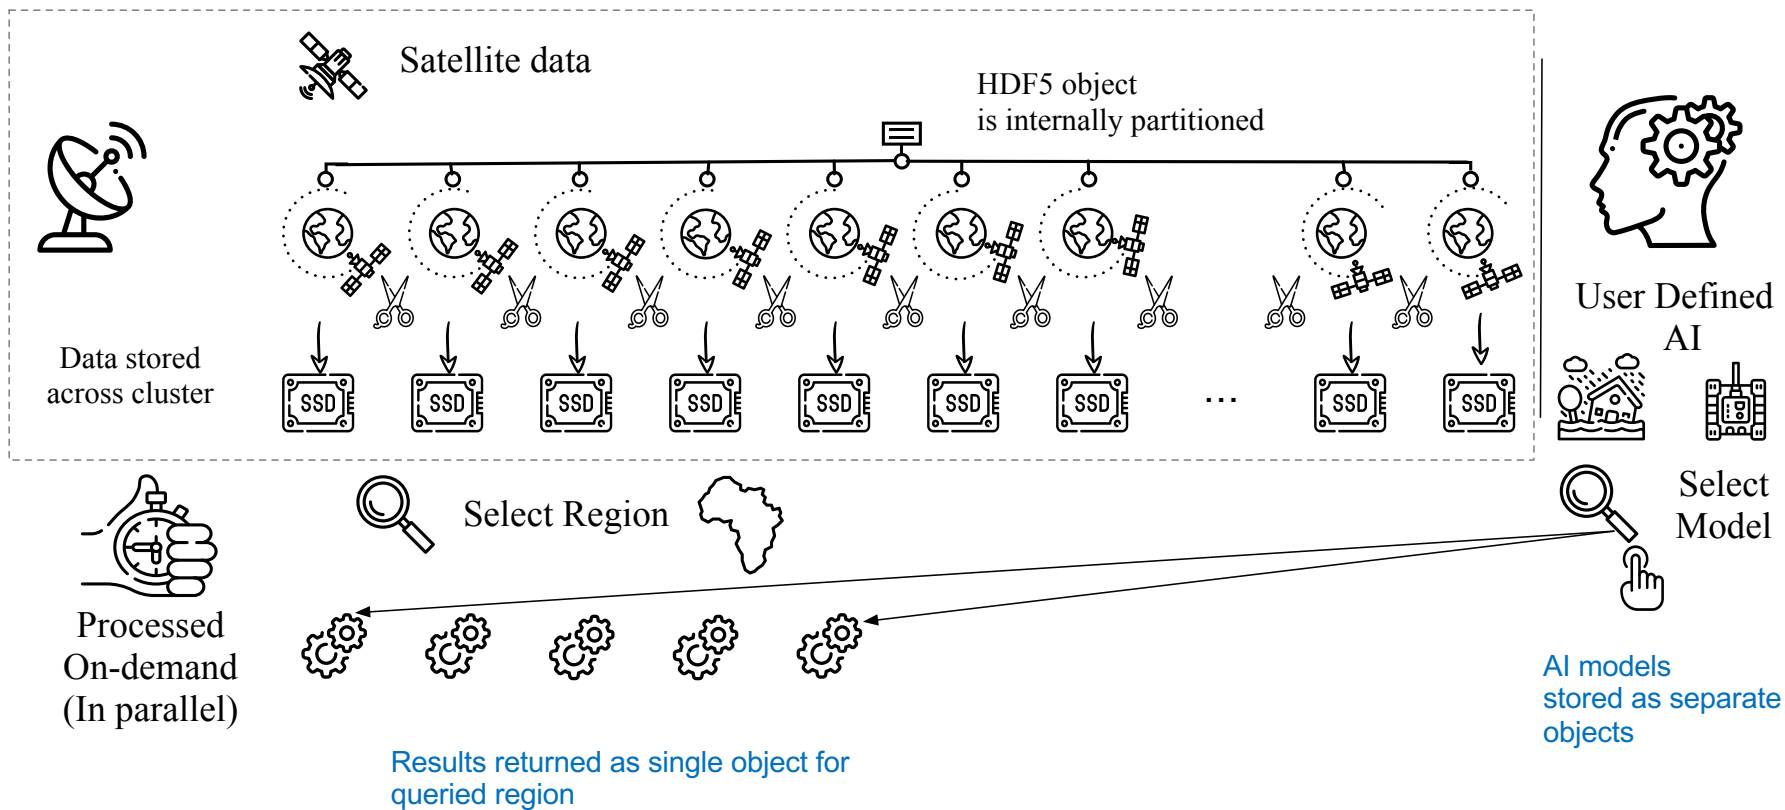 Satellite data
HDF5 object
is internally partitioned
Data stored
across cluster
SSD
SSD
SSD
SSD
SSD
SSD
SSD
...
SSD
SSD
User Defined
AI
Select Region
Select
Model
Processed
On-demand
(In parallel)
AI models
stored as separate
objects
Results returned as single object for
queried region